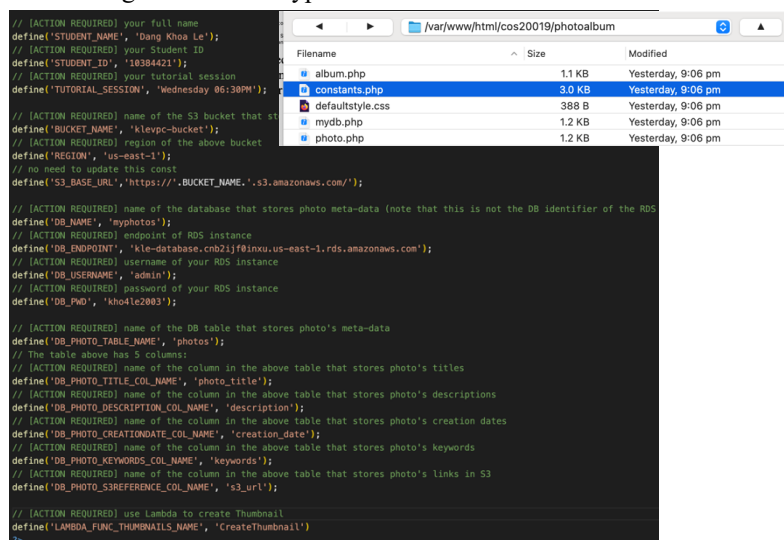 // [ACTION REQUIRED] your full name
define('STUDENT_NAME', 'Dang Khoa Le');
// [ACTION REQUIRED] your Student ID
define('STUDENT_ID', '10384421');
// [ACTION REQUIRED] your tutorial session
define('TUTORIAL_SESSION', 'Wednesday 06:30PM');
// [ACTION REQUIRED] name of the S3 bucket that st
define('BUCKET_NAME', 'klevpc-bucket');
// [ACTION REQUIRED] region of the above bucket
define('REGION', 'us-east-1');
// no need to update this const
define('S3_BASE_URL','https://'.BUCKET_NAME.'.s3.amazonaws.com/');
// [ACTION REQUIRED] name of the database that stores photo meta-data (note that this is not the DB identifier of the RDS
define('DB_NAME', 'myphotos');
// [ACTION REQUIRED] endpoint of RDS instance
define('DB_ENDPOINT', 'kle-database.cnb2ijf0inxu.us-east-1.rds.amazonaws.com');
// [ACTION REQUIRED] username of your RDS instance
define('DB_USERNAME', 'admin');
// [ACTION REQUIRED] password of your RDS instance
define('DB_PWD', 'kho4le2003');
// [ACTION REQUIRED] name of the DB table that stores photo's meta-data
define('DB_PHOTO_TABLE_NAME', 'photos');
// The table above has 5 columns:
// [ACTION REQUIRED] name of the column in the above table that stores photo's titles
define('DB_PHOTO_TITLE_COL_NAME', 'photo_title');
// [ACTION REQUIRED] name of the column in the above table that stores photo's descriptions
define('DB_PHOTO_DESCRIPTION_COL_NAME', 'description');
// [ACTION REQUIRED] name of the column in the above table that stores photo's creation dates
define('DB_PHOTO_CREATIONDATE_COL_NAME', 'creation_date');
// [ACTION REQUIRED] name of the column in the above table that stores photo's keywords
define('DB_PHOTO_KEYWORDS_COL_NAME', 'keywords');
// [ACTION REQUIRED] name of the column in the above table that stores photo's links in S3
define('DB_PHOTO_S3REFERENCE_COL_NAME', 's3_url');
// [ACTION REQUIRED] use Lambda to create Thumbnail
define('LAMBDA_FUNC_THUMBNAILS_NAME', 'CreateThumbnail')
/var/www/html/cos20019/photoalbum
Filename Size Modified
album.php 1.1 KB Yesterday, 9:06 pm
constants.php 3.0 KB Yesterday, 9:06 pm
defaultstyle.css 388 B Yesterday, 9:06 pm
mydb.php 1.2 KB Yesterday, 9:06 pm
photo.php 1.2 KB Yesterday, 9:06 pm